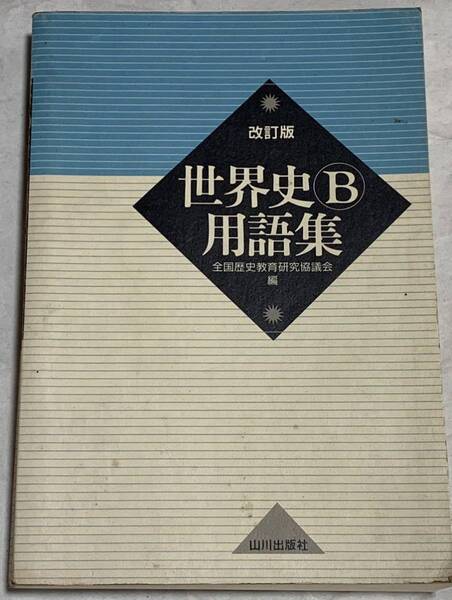 改訂版
世界史Ⓑ
用語集
全国歴史教育研究協議会
編
山川出版社